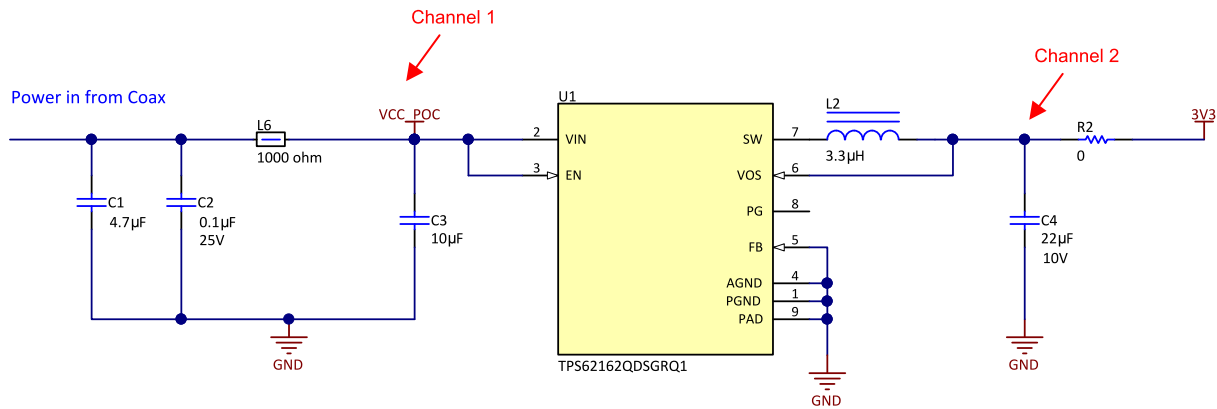 Channel 1
Channel 2
Power in from Coax
VCC_POC
U1
L2
L6
1000 ohm
2
VIN
SW
7
3.3µH
R2
0
3V3
3
EN
VOS
6
C1
4.7µF
C2
0.1µF
25V
C3
10µF
PG
8
C4
22µF
10V
FB
5
AGND
4
PGND
1
PAD
9
GND
TPS62162QDSGRQ1
GND
GND